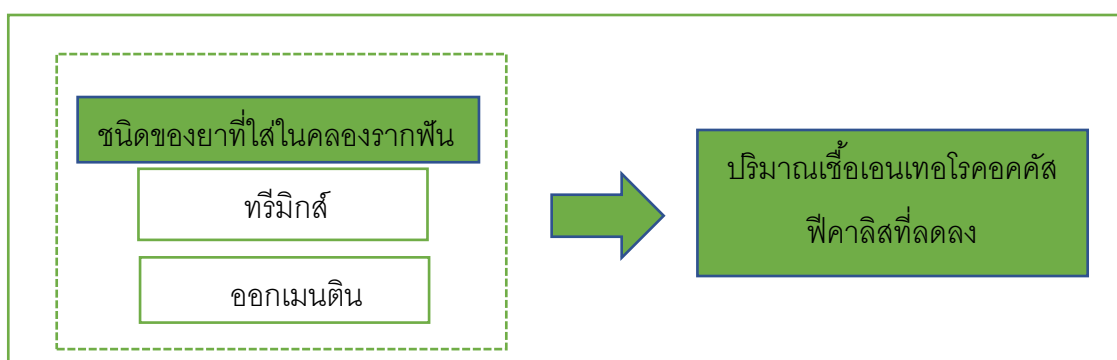 ชนิดของยาที่ใส่ในคลองรากฟัน
ทรีมิกส์
ออกเมนติน
ปริมาณเชื้อเอนเทอโรคอคคัส
ฟีคาลิสที่ลดลง